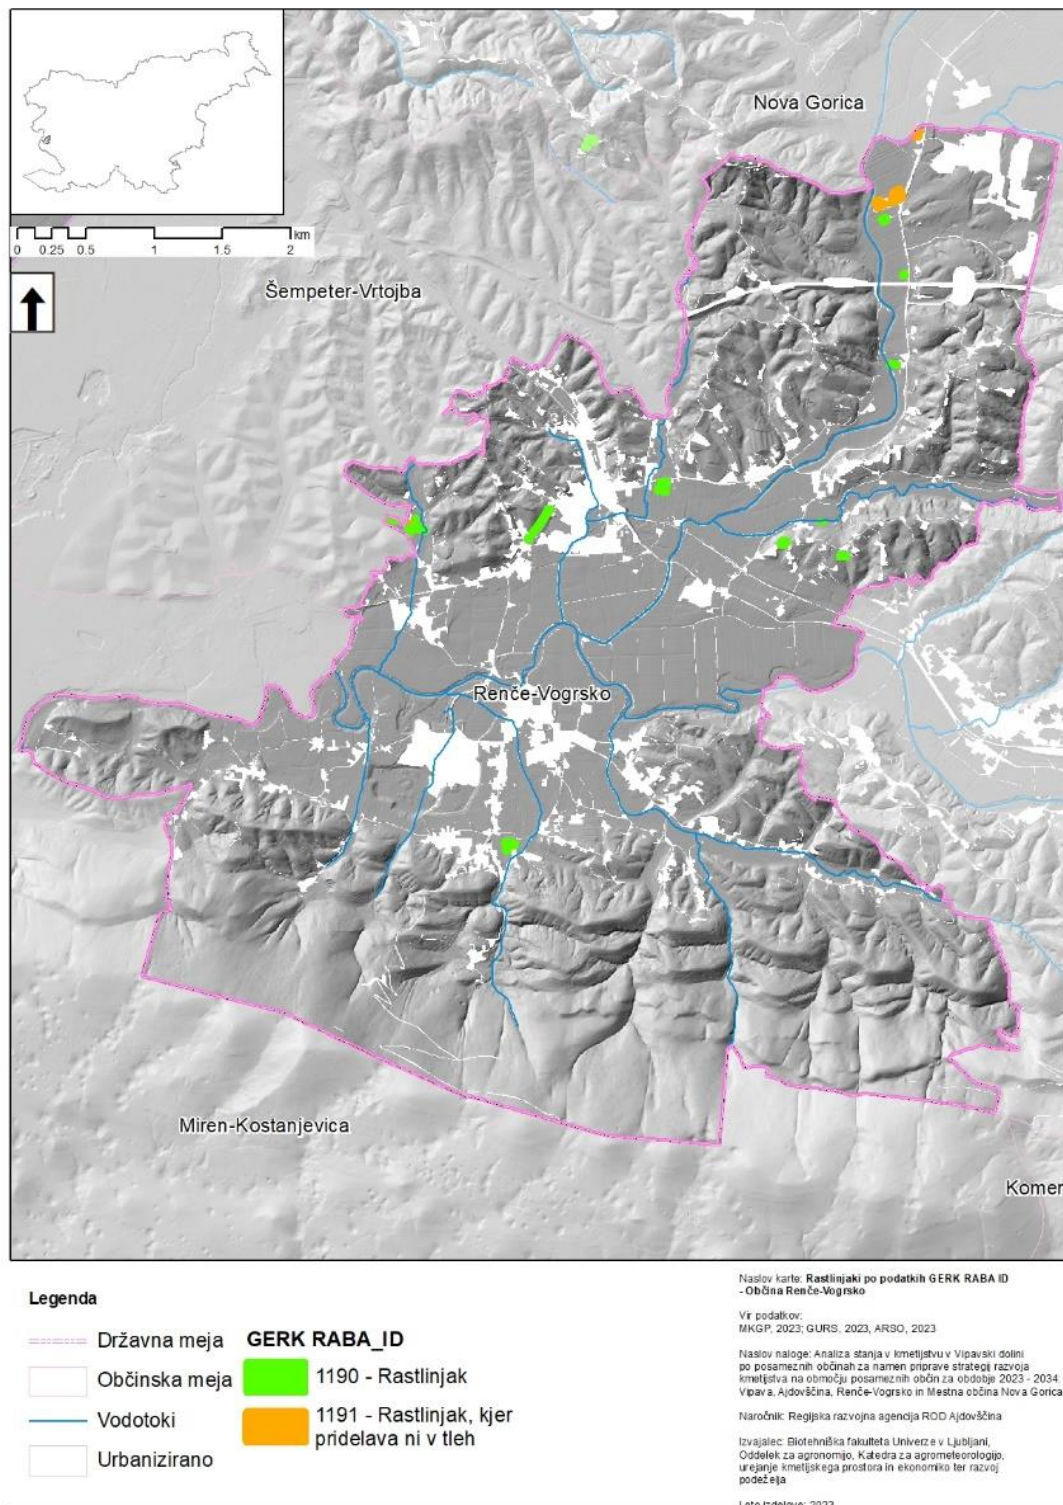 Nova Gorica
km
0 0.25 0.5 1 1.5 2
Šempeter-Vrtojba
Renče-Vogrsko
Miren-Kostanjevica
Komen
Legenda
Državna meja
Občinska meja
Vodotoki
Urbanizirano
GERK RABA_ID
1190 - Rastlinjak
1191 - Rastlinjak, kjer
pridelava ni v tleh
Naslov karte: Rastlinjaki po podatkih GERK RABA ID
- Občina Renče-Vogrsko
Vir podatkov:
MKGP, 2023; GURS, 2023, ARSO, 2023
Naslov naloge: Analiza stanja v kmetijstvu v Vipavski dolini
po posameznih občinah za namen priprave strategij razvoja
kmetijstva na območju posameznih občin za obdobje 2023 - 2034:
Vipava, Ajdovščina, Renče-Vogrsko in Mestna občina Nova Gorica
Naročnik: Regijska razvojna agencija ROD Ajdovščina
Izvajalec: Biotehniška fakulteta Univerze v Ljubljani,
Oddelek za agronomijo, Katedra za agrometeorologijo,
urejanje kmetijskega prostora in ekonomiko ter razvoj
podeželja
Leto izdelave: 2023